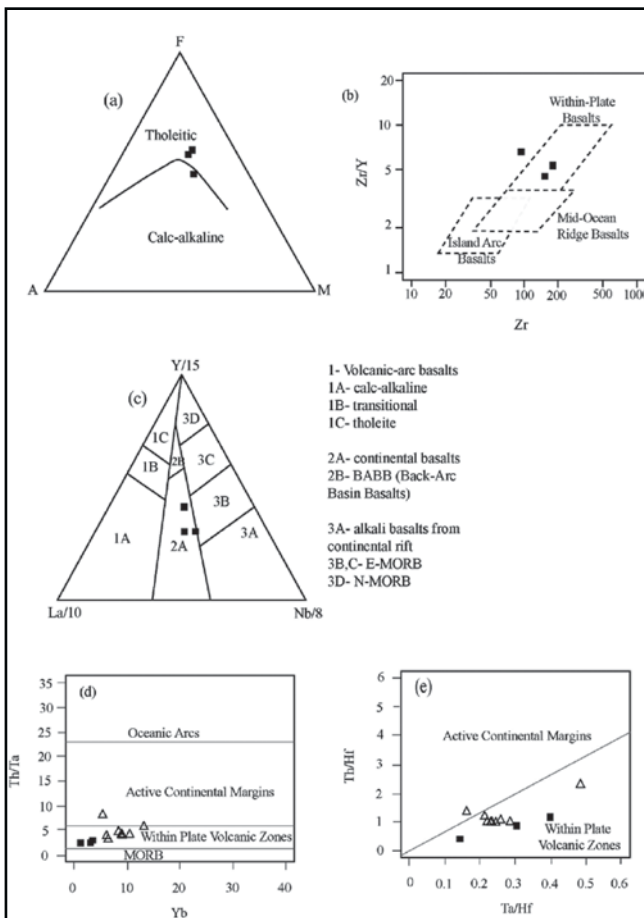 F
(a)
Tholeitic
Calc-alkaline
A
M
(b)
20
10
5
2
1
Zr/Y
Within-Plate
Basalts
Mid-Ocean
Ridge Basalts
Island Arc
Basalts
10 20 50 100 200 500 1000
Zr
Y/15
(c)
1C
3D
1B
2B
3C
3B
1A
2A
3A
La/10
Nb/8
1- Volcanic-arc basalts
1A- calc-alkaline
1B- transitional
1C- tholeite
2A- continental basalts
2B- BABB (Back-Arc
Basin Basalts)
3A- alkali basalts from
continental rift
3B,C- E-MORB
3D- N-MORB
(d)
35
30
25
20
15
10
5
0
Th/Ta
Oceanic Arcs
Active Continental Margins
Within Plate Volcanic Zones
MORB
0 10 20 30 40
Yb
(e)
6
5
4
3
2
1
0
Th/Hf
Active Continental Margins
Within Plate
Volcanic Zones
0 0.1 0.2 0.3 0.4 0.5 0.6
Ta/Hf